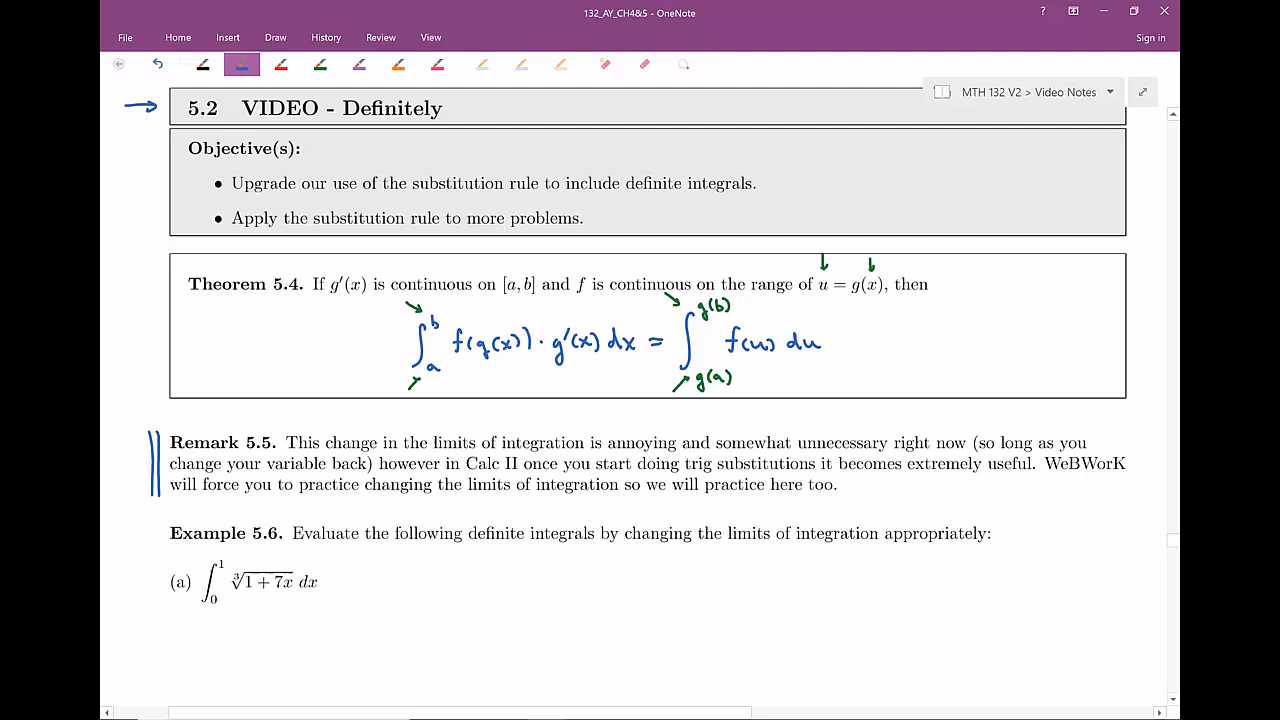 132_AY_CH4&5 - OneNote
?
File Home Insert Draw History Review View Sign in
MTH 132 V2 > Video Notes
5.2 VIDEO - Definitely
Objective(s):
• Upgrade our use of the substitution rule to include definite integrals.
• Apply the substitution rule to more problems.
Theorem 5.4. If g′(x) is continuous on [a, b] and f is continuous on the range of u = g(x), then
∫_a^b f(g(x)) · g′(x) dx = ∫_{g(a)}^{g(b)} f(u) du
Remark 5.5. This change in the limits of integration is annoying and somewhat unnecessary right now (so long as you
change your variable back) however in Calc II once you start doing trig substitutions it becomes extremely useful. WeBWorK
will force you to practice changing the limits of integration so we will practice here too.
Example 5.6. Evaluate the following definite integrals by changing the limits of integration appropriately:
(a) ∫_0^1 ∛(1 + 7x) dx